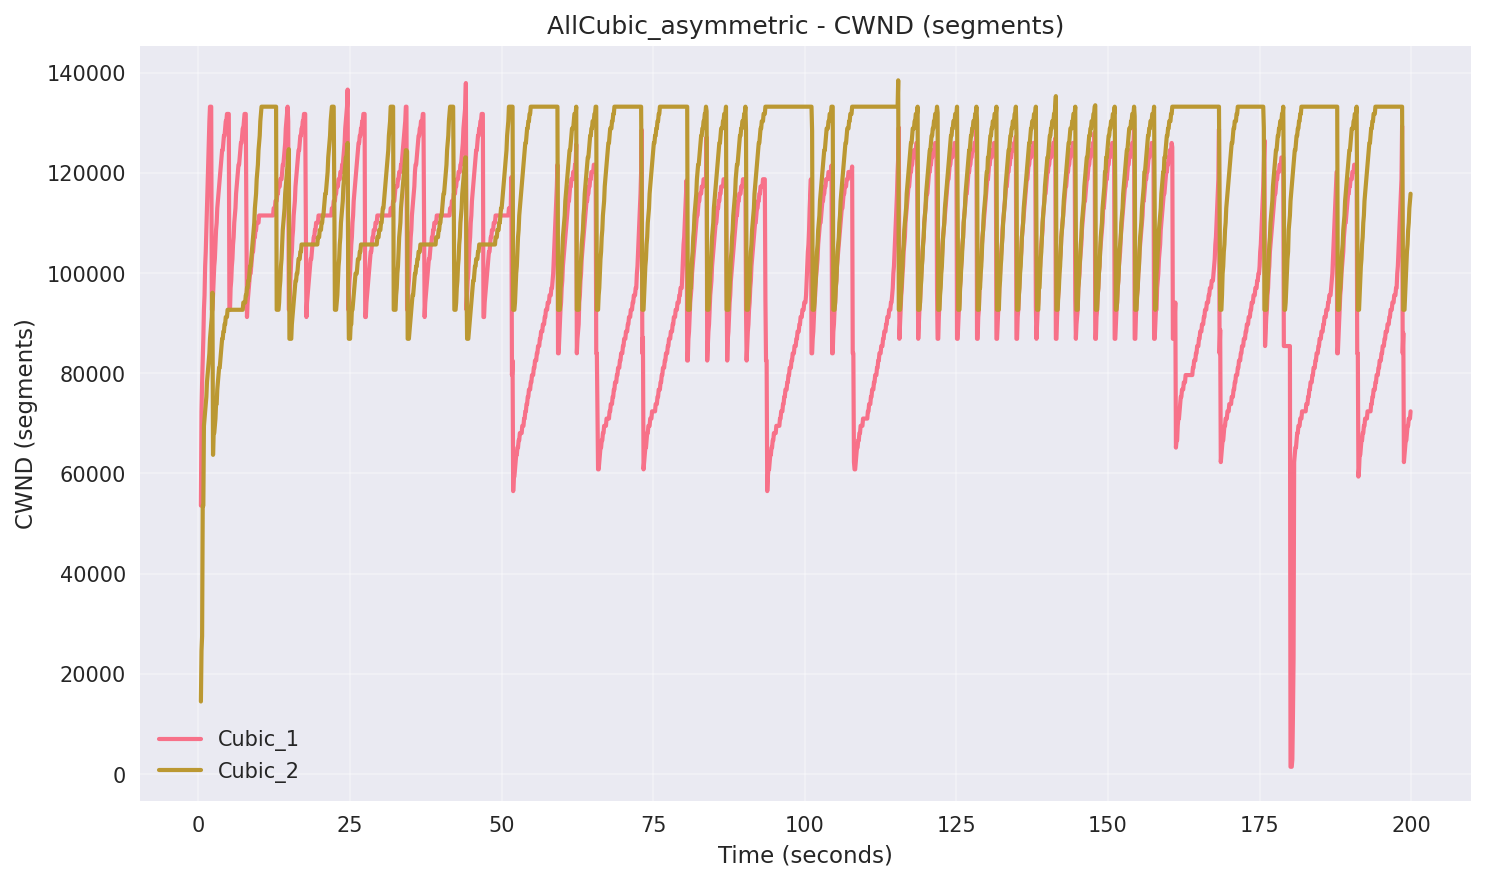 AllCubic_asymmetric - CWND (segments)
CWND (segments)
140000
120000
100000
80000
60000
40000
20000
0
Cubic_1
Cubic_2
0 25 50 75 100 125 150 175 200
Time (seconds)